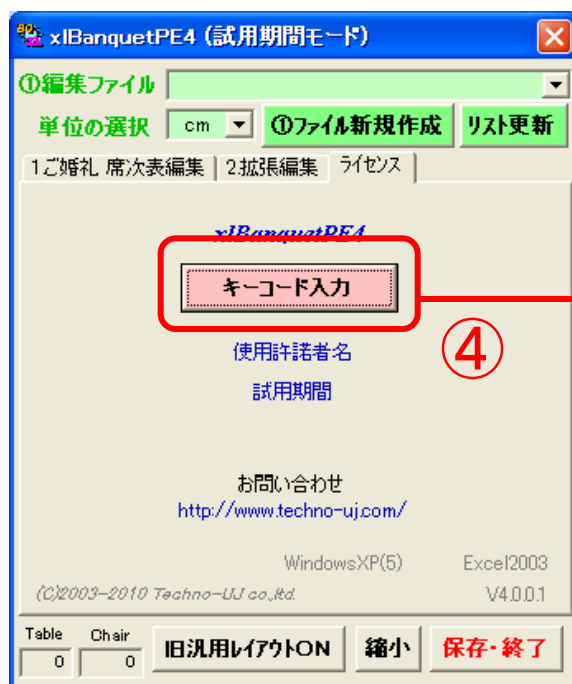 xlBanquetPE4 (試用期間モード)
①編集ファイル
単位の選択 cm ①ファイル新規作成 リスト更新
1ご婚礼 席次表編集 2拡張編集 ライセンス
xlBanquetPE4
キーコード入力
④
使用許諾者名
試用期間
お問い合わせ
http://www.techno-uj.com/
WindowsXP(5) Excel2003
(C)2003-2010 Techno-UJ co.,ltd. V4.0.0.1
Table Chair
0 0 旧汎用レイアウトON 縮小 保存・終了